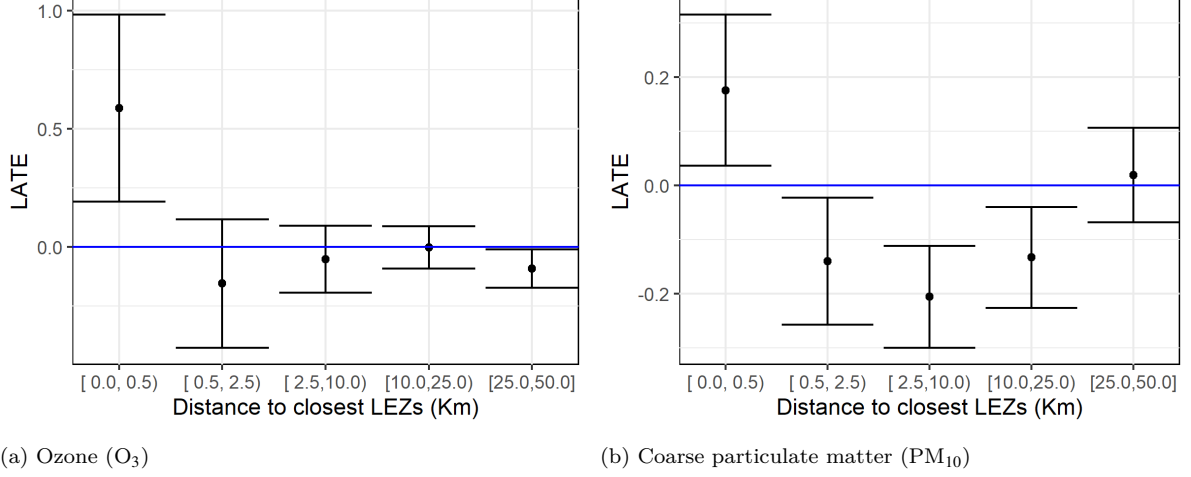 1.0
0.5
0.0
LATE
[ 0.0, 0.5) [ 0.5, 2.5) [ 2.5,10.0) [10.0,25.0) [25.0,50.0]
Distance to closest LEZs (Km)
(a) Ozone (O₃)
0.2
0.0
-0.2
LATE
[ 0.0, 0.5) [ 0.5, 2.5) [ 2.5,10.0) [10.0,25.0) [25.0,50.0]
Distance to closest LEZs (Km)
(b) Coarse particulate matter (PM₁₀)